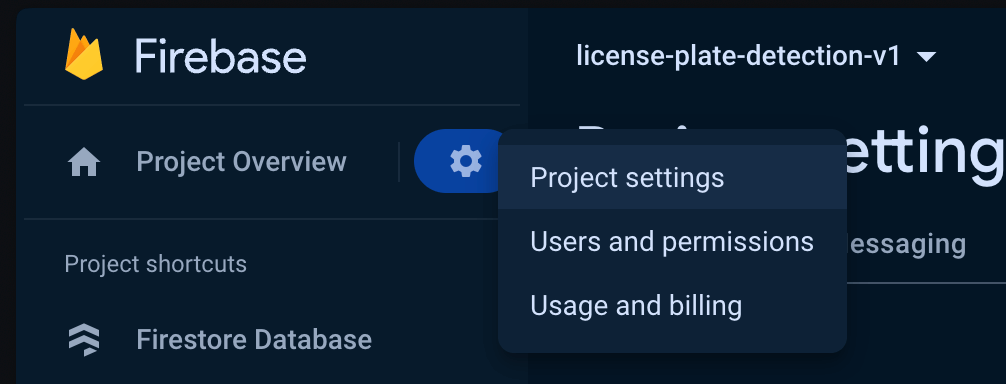 Firebase
license-plate-detection-v1
Project Overview
Project settings
Users and permissions
Usage and billing
Project shortcuts
Firestore Database